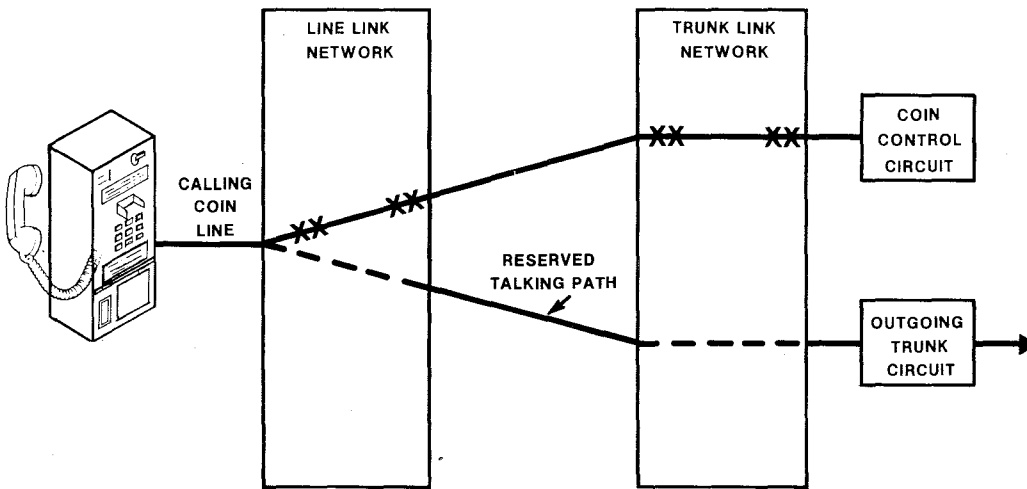 LINE LINK
NETWORK
TRUNK LINK
NETWORK
COIN
CONTROL
CIRCUIT
CALLING
COIN
LINE
RESERVED
TALKING PATH
OUTGOING
TRUNK
CIRCUIT